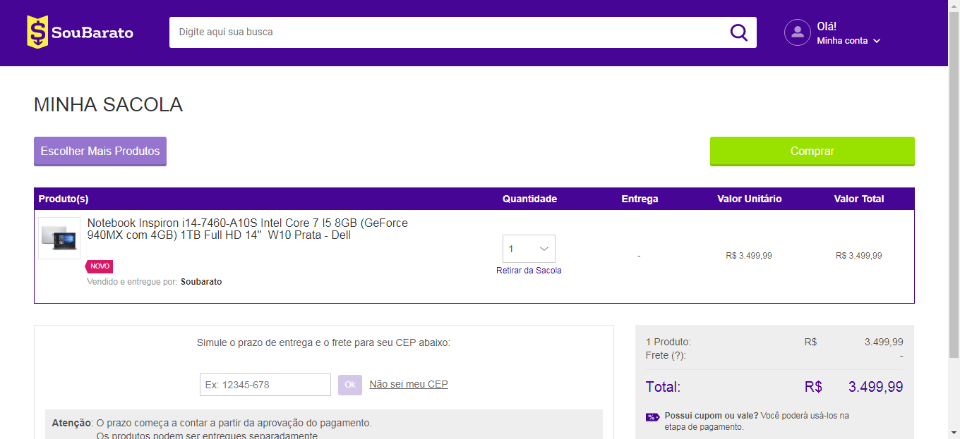 SouBarato
Digite aqui sua busca
Olá!
Minha conta
MINHA SACOLA
Escolher Mais Produtos
Comprar
Produto(s) Quantidade Entrega Valor Unitário Valor Total
Notebook Inspiron i14-7460-A10S Intel Core 7 I5 8GB (GeForce
940MX com 4GB) 1TB Full HD 14" W10 Prata - Dell
1
- R$ 3.499,99 R$ 3.499,99
NOVO
Retirar da Sacola
Vendido e entregue por: Soubarato
Simule o prazo de entrega e o frete para seu CEP abaixo:
Ex: 12345-678 Ok Não sei meu CEP
Atenção: O prazo começa a contar a partir da aprovação do pagamento.
Os produtos podem ser entregues separadamente.
1 Produto: R$ 3.499,99
Frete (?): -
Total: R$ 3.499,99
Possui cupom ou vale? Você poderá usá-los na
etapa de pagamento.